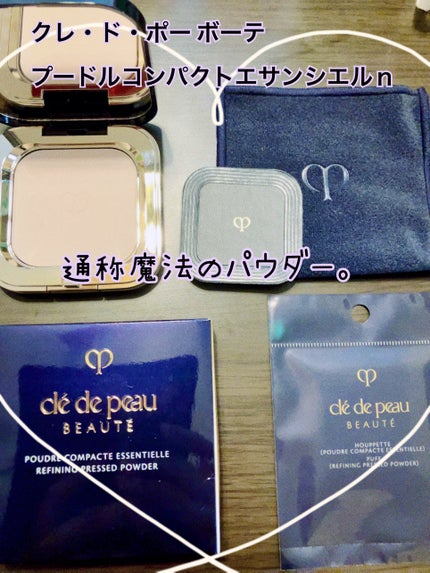 クレ・ド・ポー ボーテ
プードルコンパクトエサンシエルn
通称魔法のパウダー。
clé de peau
BEAUTÉ
POUDRE COMPACTE ESSENTIELLE
REFINING PRESSED POWDER
clé de peau
BEAUTÉ
HOUPPETTE
(POUDRE COMPACTE ESSENTIELLE)
PUFF
(REFINING PRESSED POWDER)